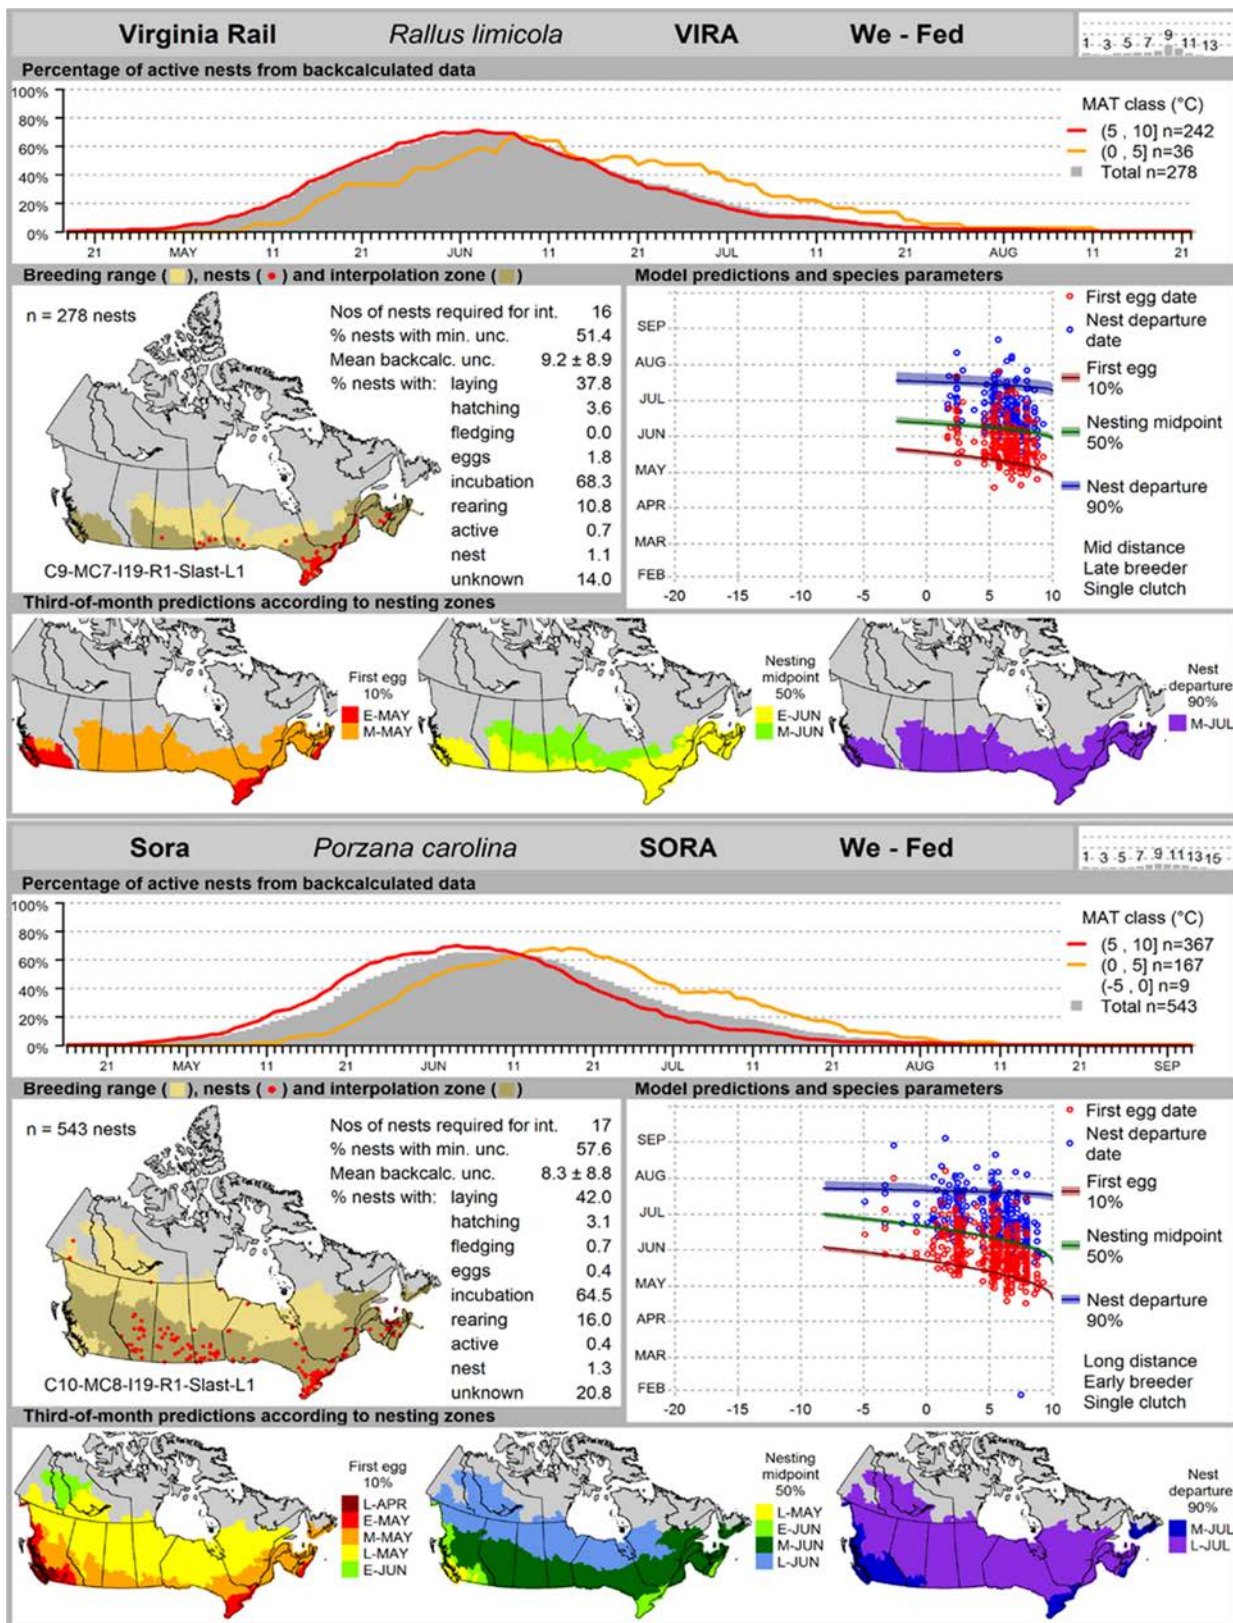 Virginia Rail Rallus limicola VIRA We - Fed
1 3 5 7 9 11 13
Percentage of active nests from backcalculated data
100%
80%
60%
40%
20%
0%
MAT class (°C)
(5 , 10] n=242
(0 , 5] n=36
Total n=278
21 MAY 11 21 JUN 11 21 JUL 11 21 AUG 11 21
Breeding range ( ), nests ( ) and interpolation zone ( )
n = 278 nests
Nos of nests required for int. 16
% nests with min. unc. 51.4
Mean backcalc. unc. 9.2 ± 8.9
% nests with: laying 37.8
hatching 3.6
fledging 0.0
eggs 1.8
incubation 68.3
rearing 10.8
active 0.7
nest 1.1
unknown 14.0
C9-MC7-I19-R1-Slast-L1
Model predictions and species parameters
SEP
AUG
JUL
JUN
MAY
APR
MAR
FEB
-20 -15 -10 -5 0 5 10
First egg date
Nest departure
date
First egg
10%
Nesting midpoint
50%
Nest departure
90%
Mid distance
Late breeder
Single clutch
Third-of-month predictions according to nesting zones
First egg
10%
E-MAY
M-MAY
Nesting
midpoint
50%
E-JUN
M-JUN
Nest
departure
90%
M-JUL
Sora Porzana carolina SORA We - Fed
1 3 5 7 9 11 13 15
Percentage of active nests from backcalculated data
100%
80%
60%
40%
20%
0%
MAT class (°C)
(5 , 10] n=367
(0 , 5] n=167
(-5 , 0] n=9
Total n=543
21 MAY 11 21 JUN 11 21 JUL 11 21 AUG 11 21 SEP
Breeding range ( ), nests ( ) and interpolation zone ( )
n = 543 nests
Nos of nests required for int. 17
% nests with min. unc. 57.6
Mean backcalc. unc. 8.3 ± 8.8
% nests with: laying 42.0
hatching 3.1
fledging 0.7
eggs 0.4
incubation 64.5
rearing 16.0
active 0.4
nest 1.3
unknown 20.8
C10-MC8-I19-R1-Slast-L1
Model predictions and species parameters
SEP
AUG
JUL
JUN
MAY
APR
MAR
FEB
-20 -15 -10 -5 0 5 10
First egg date
Nest departure
date
First egg
10%
Nesting midpoint
50%
Nest departure
90%
Long distance
Early breeder
Single clutch
Third-of-month predictions according to nesting zones
First egg
10%
L-APR
E-MAY
M-MAY
L-MAY
E-JUN
Nesting
midpoint
50%
L-MAY
E-JUN
M-JUN
L-JUN
Nest
departure
90%
M-JUL
L-JUL